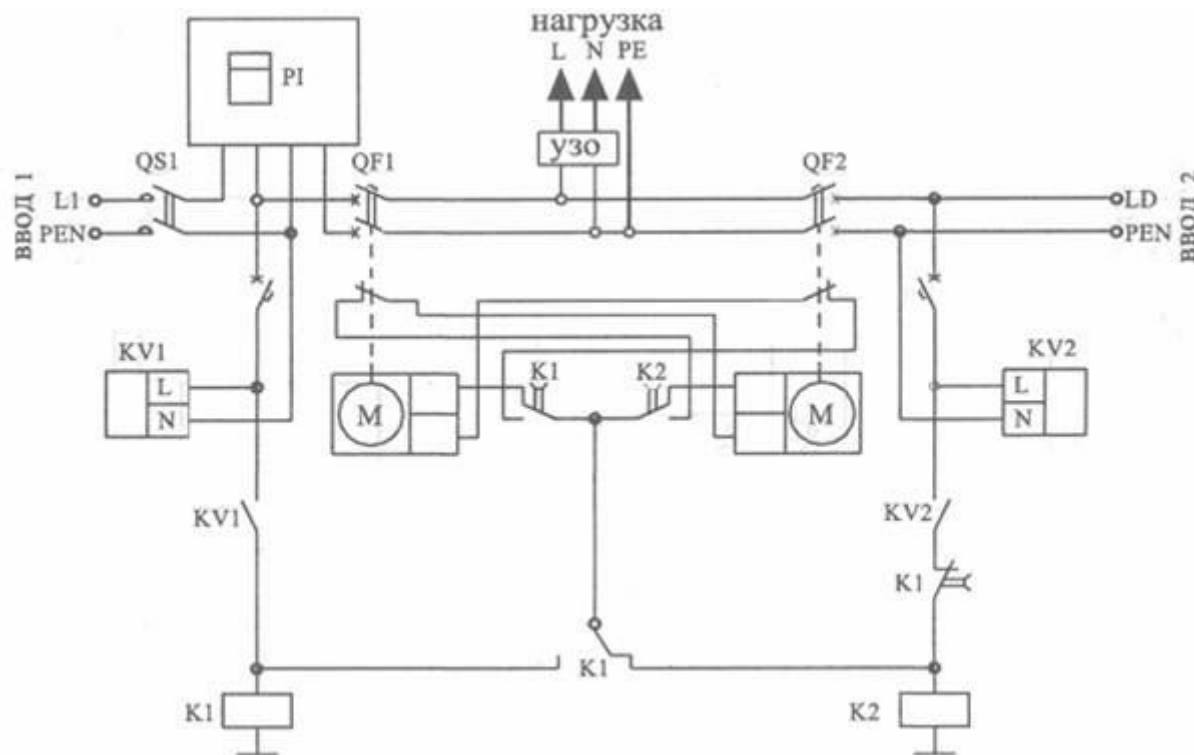 нагрузка
L N PE
PI
QS1
QF1
узо
QF2
ВВОД 1
L1
PEN
LD
PEN
ВВОД 2
KV1
L
N
K1
K2
M
M
KV2
L
N
KV1
KV2
K1
K1
K1
K2